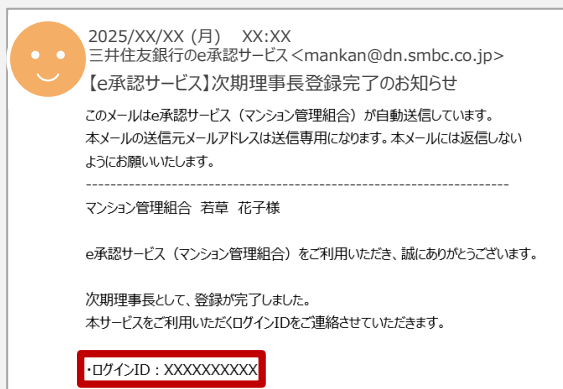 2025/XX/XX (月)　XX:XX
三井住友銀行のe承認サービス<mankan@dn.smbc.co.jp>
【e承認サービス】次期理事長登録完了のお知らせ
このメールはe承認サービス（マンション管理組合）が自動送信しています。
本メールの送信元メールアドレスは送信専用になります。本メールには返信しない
ようにお願いいたします。
----------------------------------------------------------------------
マンション管理組合　若草　花子様
e承認サービス（マンション管理組合）をご利用いただき、誠にありがとうございます。
次期理事長として、登録が完了しました。
本サービスをご利用いただくログインIDをご連絡させていただきます。
・ログインID：XXXXXXXXXX